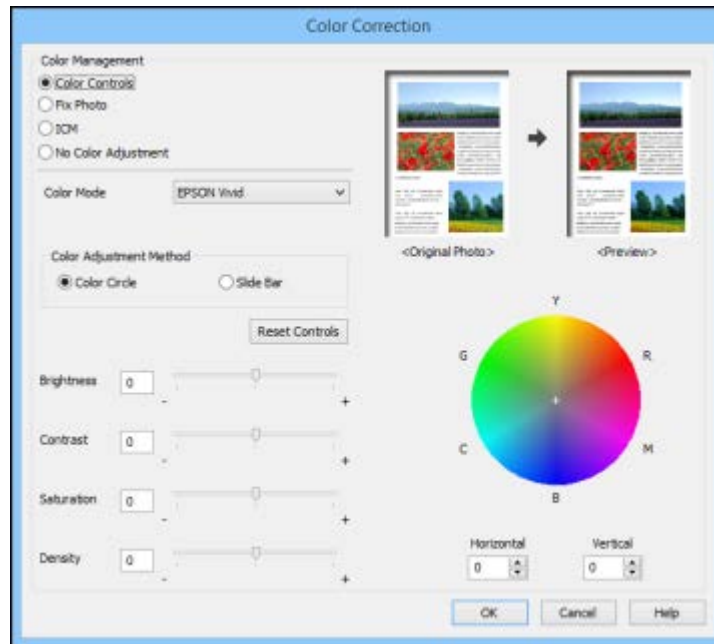 Color Correction
Color Management
Color Controls
Fix Photo
ICM
No Color Adjustment
Color Mode
EPSON Vivid
<Original Photo>
<Preview>
Color Adjustment Method
Color Circle
Slide Bar
Reset Controls
Brightness
0
-
+
Contrast
0
-
+
Saturation
0
-
+
Density
0
-
+
Y
G
R
C
M
B
Horizontal
Vertical
0
0
OK
Cancel
Help